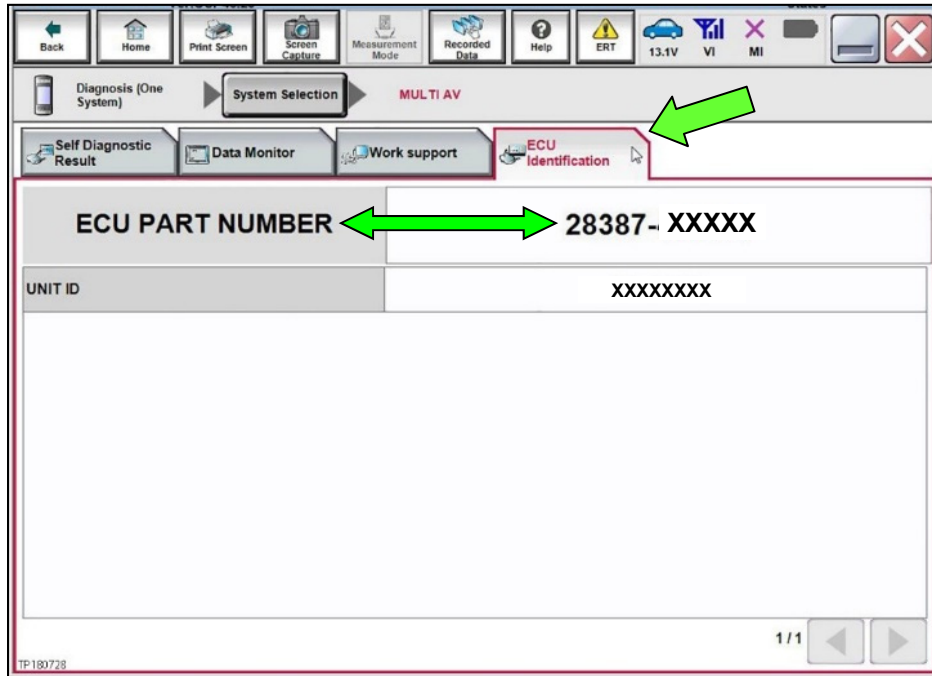 Back
Home
Print Screen
Screen
Capture
Measurement
Mode
Recorded
Data
Help
ERT
13.1V
VI
MI
Diagnosis (One
System)
System Selection
MULTI AV
Self Diagnostic
Result
Data Monitor
Work support
ECU
Identification
ECU PART NUMBER
28387- XXXXX
UNIT ID
XXXXXXXX
1/1
TP180728